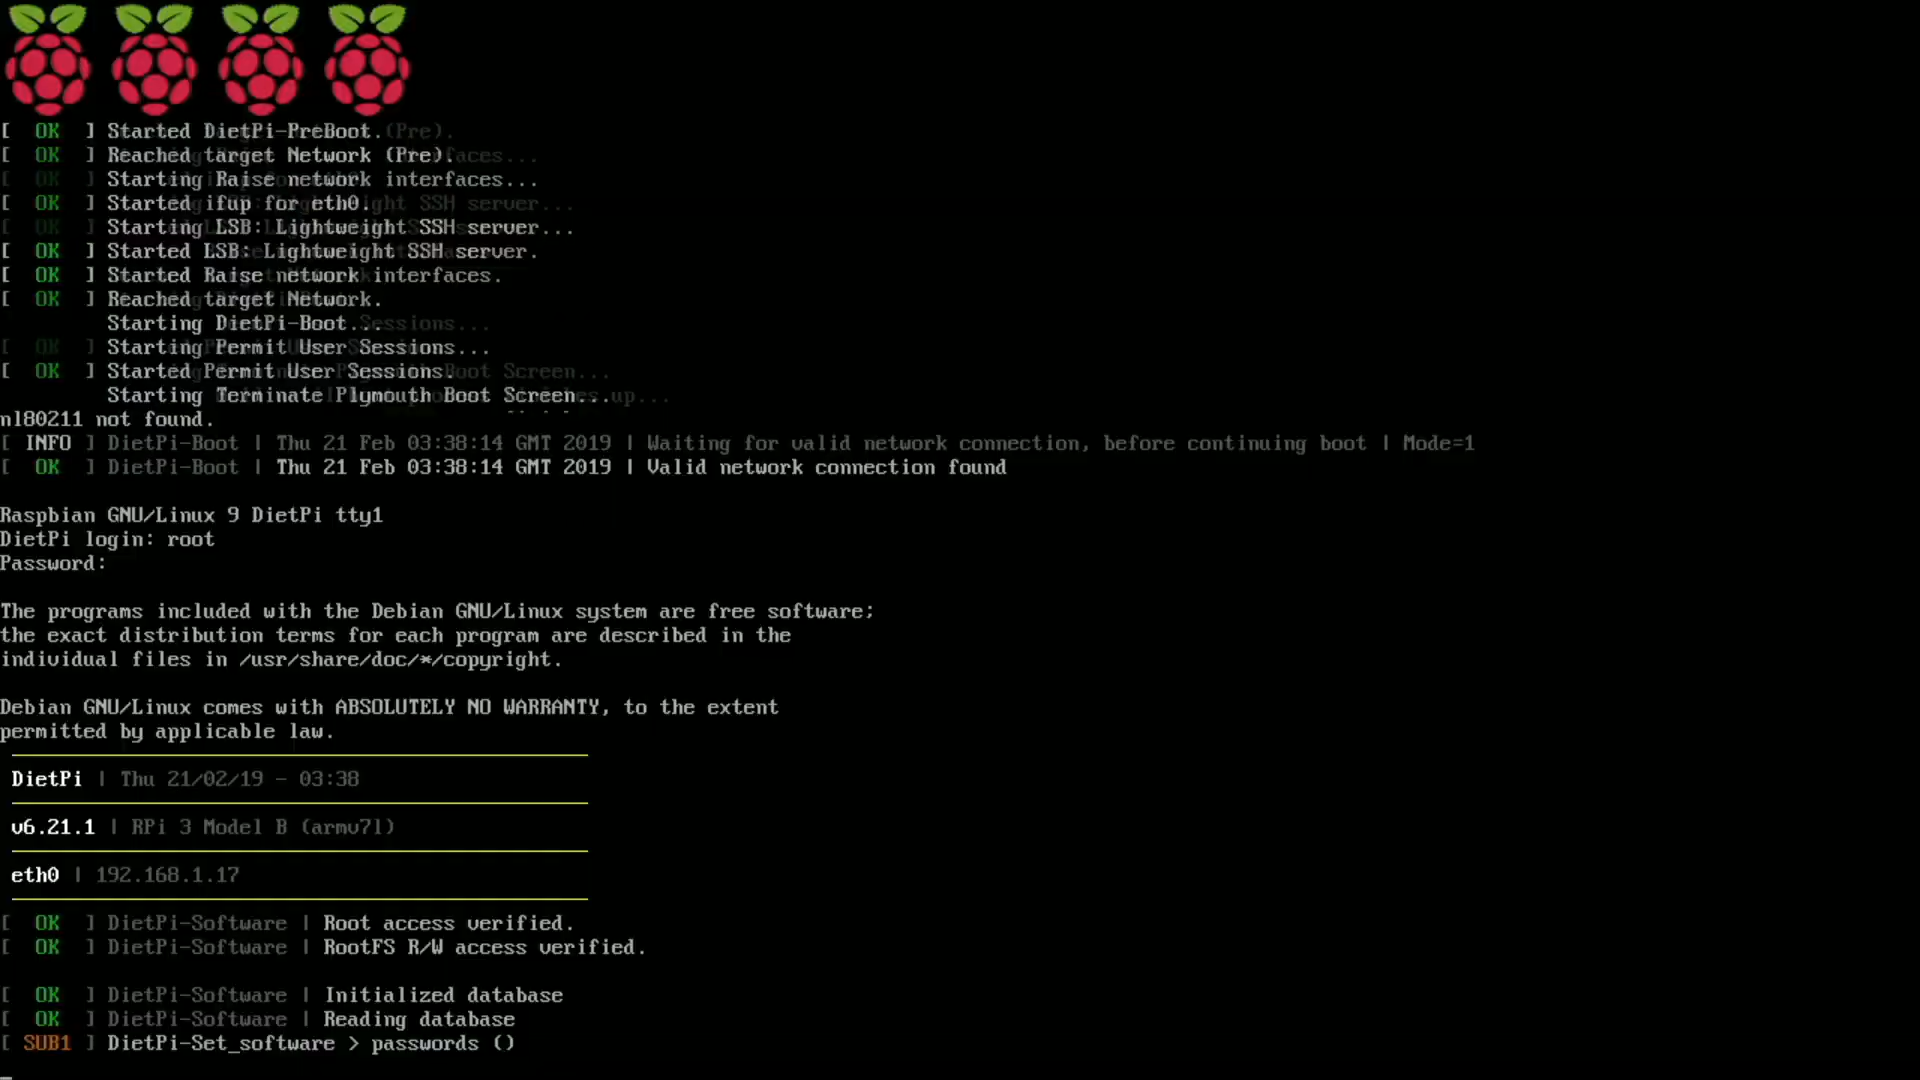 [ OK ] Started DietPi-PreBoot.
[ OK ] Reached target Network (Pre).
[ OK ] Starting Raise network interfaces...
[ OK ] Started ifup for eth0.
[ OK ] Starting LSB: Lightweight SSH server...
[ OK ] Started LSB: Lightweight SSH server.
[ OK ] Started Raise network interfaces.
[ OK ] Reached target Network.
Starting DietPi-Boot...
[ OK ] Starting Permit User Sessions...
[ OK ] Started Permit User Sessions.
Starting Terminate Plymouth Boot Screen...
nl80211 not found.
[ INFO ] DietPi-Boot | Thu 21 Feb 03:38:14 GMT 2019 | Waiting for valid network connection, before continuing boot | Mode=1
[ OK ] DietPi-Boot | Thu 21 Feb 03:38:14 GMT 2019 | Valid network connection found
Raspbian GNU/Linux 9 DietPi tty1
DietPi login: root
Password:
The programs included with the Debian GNU/Linux system are free software;
the exact distribution terms for each program are described in the
individual files in /usr/share/doc/*/copyright.
Debian GNU/Linux comes with ABSOLUTELY NO WARRANTY, to the extent
permitted by applicable law.
DietPi | Thu 21/02/19 - 03:38
v6.21.1 | RPi 3 Model B (armv7l)
eth0 | 192.168.1.17
[ OK ] DietPi-Software | Root access verified.
[ OK ] DietPi-Software | RootFS R/W access verified.
[ OK ] DietPi-Software | Initialized database
[ OK ] DietPi-Software | Reading database
[ SUB1 ] DietPi-Set_software > passwords ()